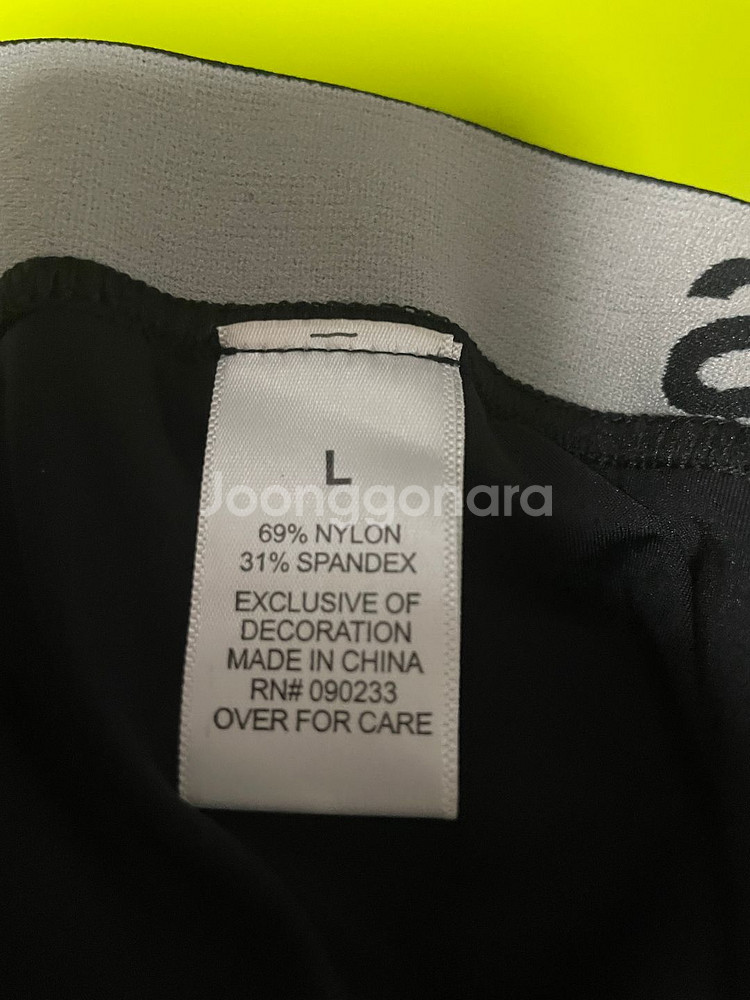 a
L
Joonggonara
69% NYLON
31% SPANDEX
EXCLUSIVE OF
DECORATION
MADE IN CHINA
RN# 090233
OVER FOR CARE